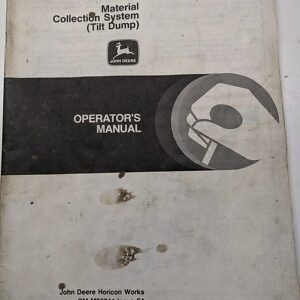 Material
Collection System
(Tilt Dump)
JOHN DEERE
OPERATOR'S
MANUAL
John Deere Horicon Works